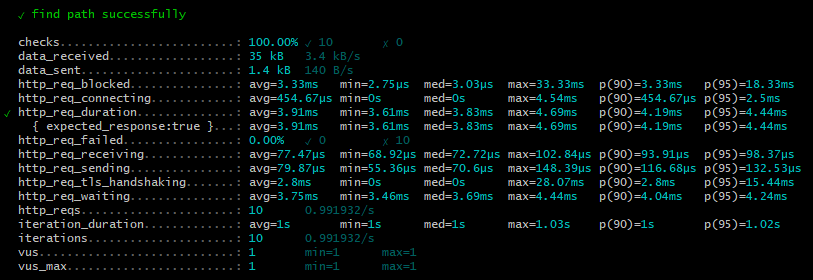 ✓ find path successfully
checks.........................: 100.00% ✓ 10 ✗ 0
data_received..................: 35 kB 3.4 kB/s
data_sent......................: 1.4 kB 140 B/s
http_req_blocked...............: avg=3.33ms min=2.75µs med=3.03µs max=33.33ms p(90)=3.33ms p(95)=18.33ms
http_req_connecting............: avg=454.67µs min=0s med=0s max=4.54ms p(90)=454.67µs p(95)=2.5ms
✓ http_req_duration..............: avg=3.91ms min=3.61ms med=3.83ms max=4.69ms p(90)=4.19ms p(95)=4.44ms
{ expected_response:true }...: avg=3.91ms min=3.61ms med=3.83ms max=4.69ms p(90)=4.19ms p(95)=4.44ms
http_req_failed................: 0.00% ✓ 0 ✗ 10
http_req_receiving.............: avg=77.47µs min=68.92µs med=72.72µs max=102.84µs p(90)=93.91µs p(95)=98.37µs
http_req_sending...............: avg=79.87µs min=55.36µs med=70.6µs max=148.39µs p(90)=116.68µs p(95)=132.53µs
http_req_tls_handshaking.......: avg=2.8ms min=0s med=0s max=28.07ms p(90)=2.8ms p(95)=15.44ms
http_req_waiting...............: avg=3.75ms min=3.46ms med=3.69ms max=4.44ms p(90)=4.04ms p(95)=4.24ms
http_reqs......................: 10 0.991932/s
iteration_duration.............: avg=1s min=1s med=1s max=1.03s p(90)=1s p(95)=1.02s
iterations.....................: 10 0.991932/s
vus............................: 1 min=1 max=1
vus_max........................: 1 min=1 max=1